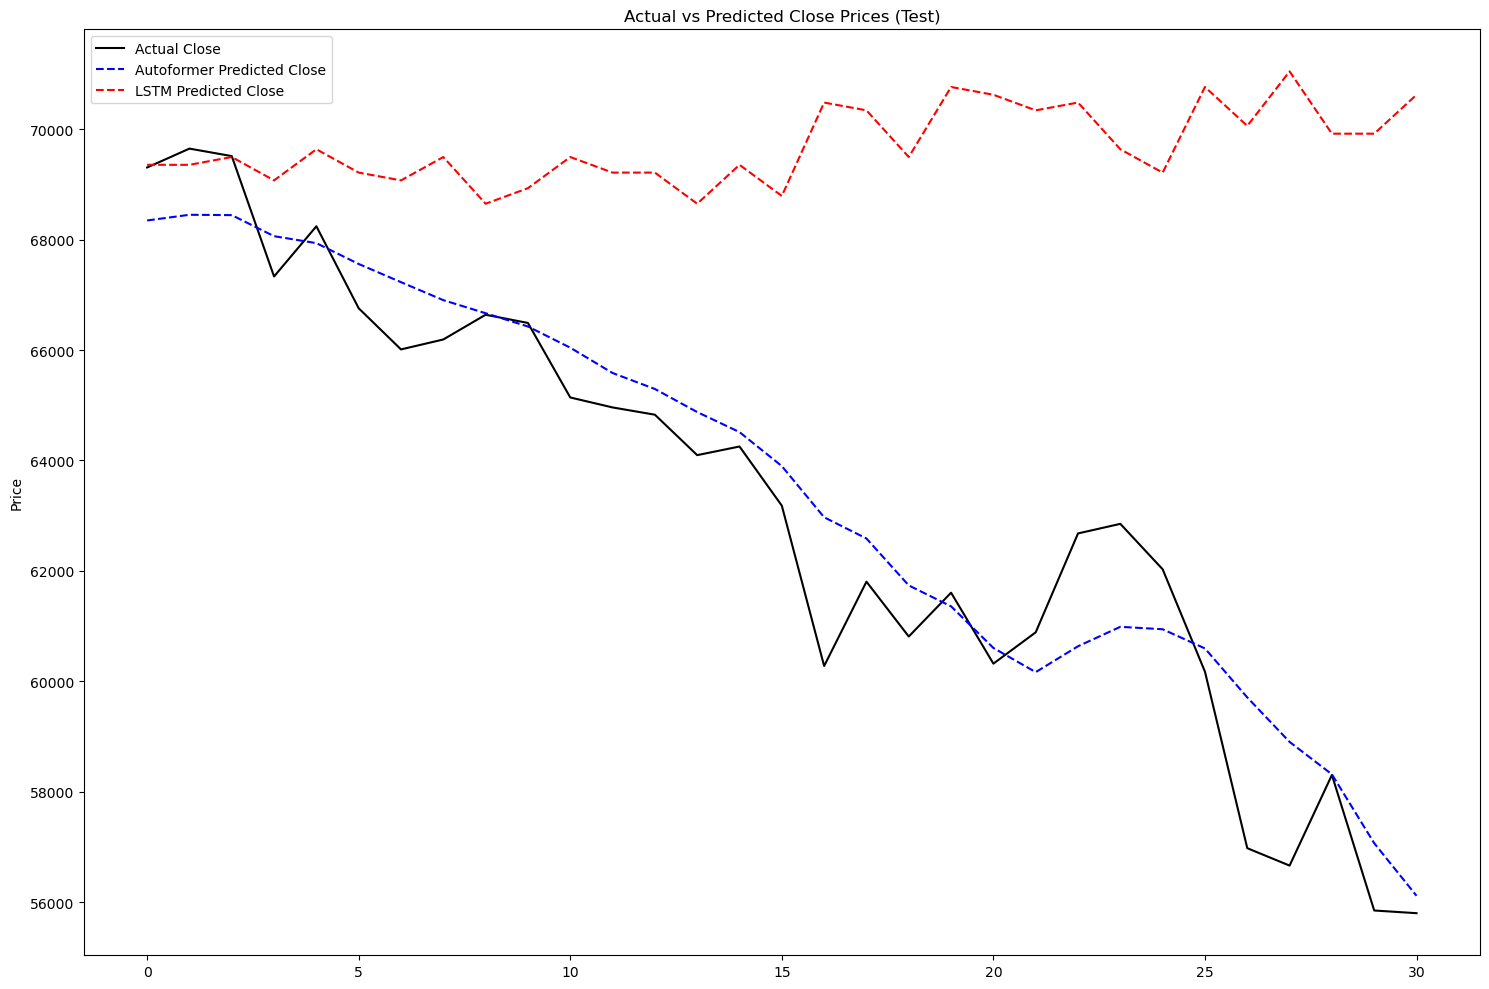 Actual vs Predicted Close Prices (Test)
Actual Close
Autoformer Predicted Close
LSTM Predicted Close
Price
70000
68000
66000
64000
62000
60000
58000
56000
0 5 10 15 20 25 30